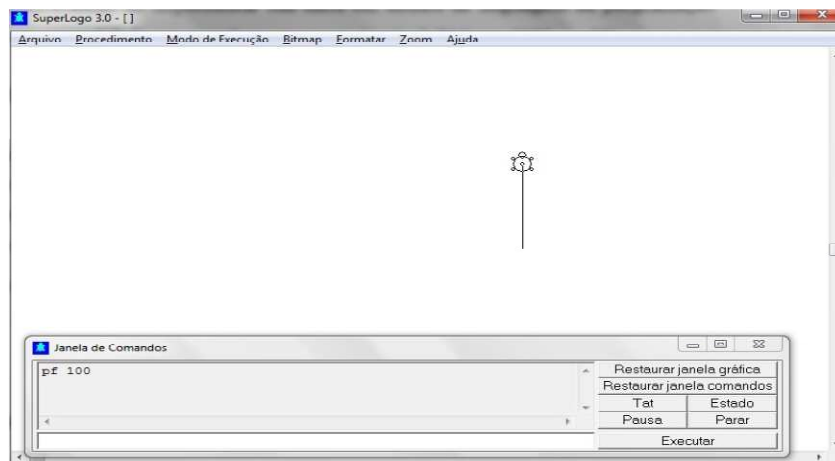 SuperLogo 3.0 - [ ]
Arquivo Procedimento Modo de Execução Bitmap Formatar Zoom Ajuda
Janela de Comandos
pf 100
Restaurar janela gráfica
Restaurar janela comandos
Tat Estado
Pausa Parar
Executar